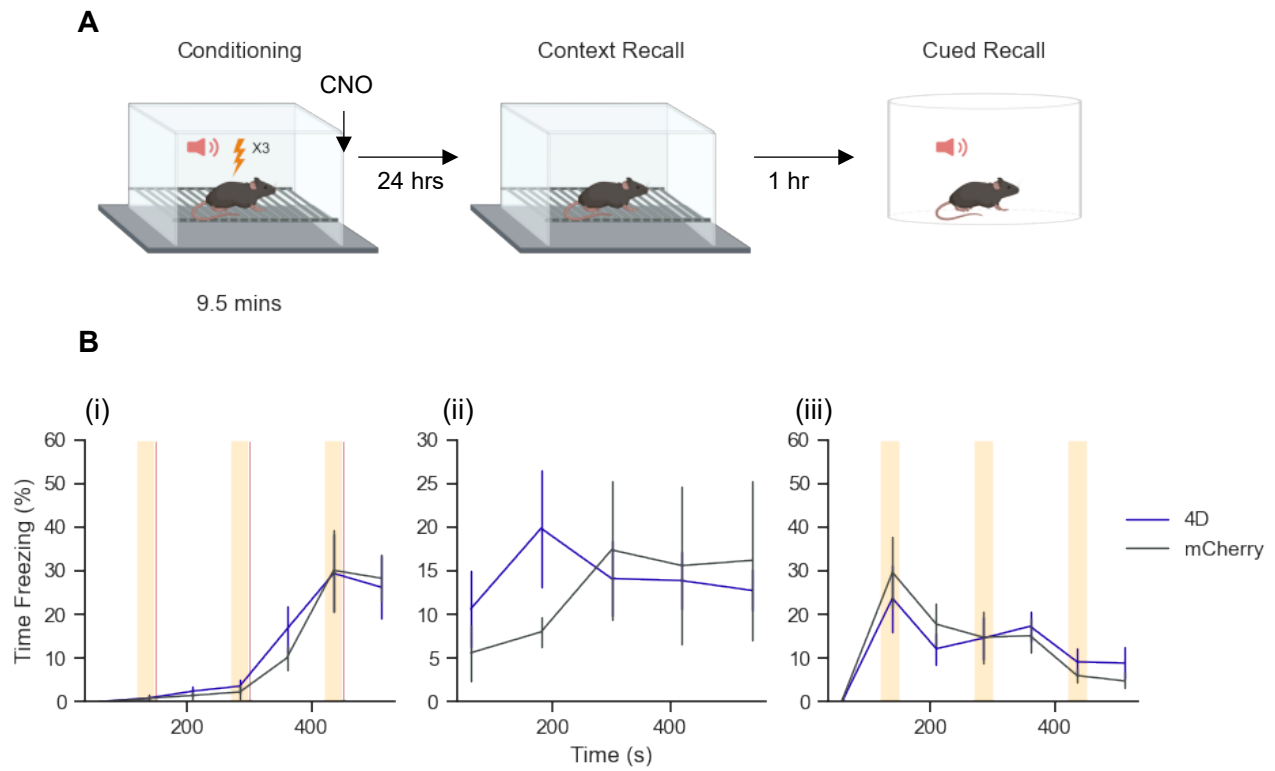 A
Conditioning
Context Recall
Cued Recall
CNO
X3
24 hrs
1 hr
9.5 mins
B
(i)
(ii)
(iii)
Time Freezing (%)
60
50
40
30
20
10
0
200
400
30
25
20
15
10
5
0
200
400
60
50
40
30
20
10
0
200
400
Time (s)
4D
mCherry